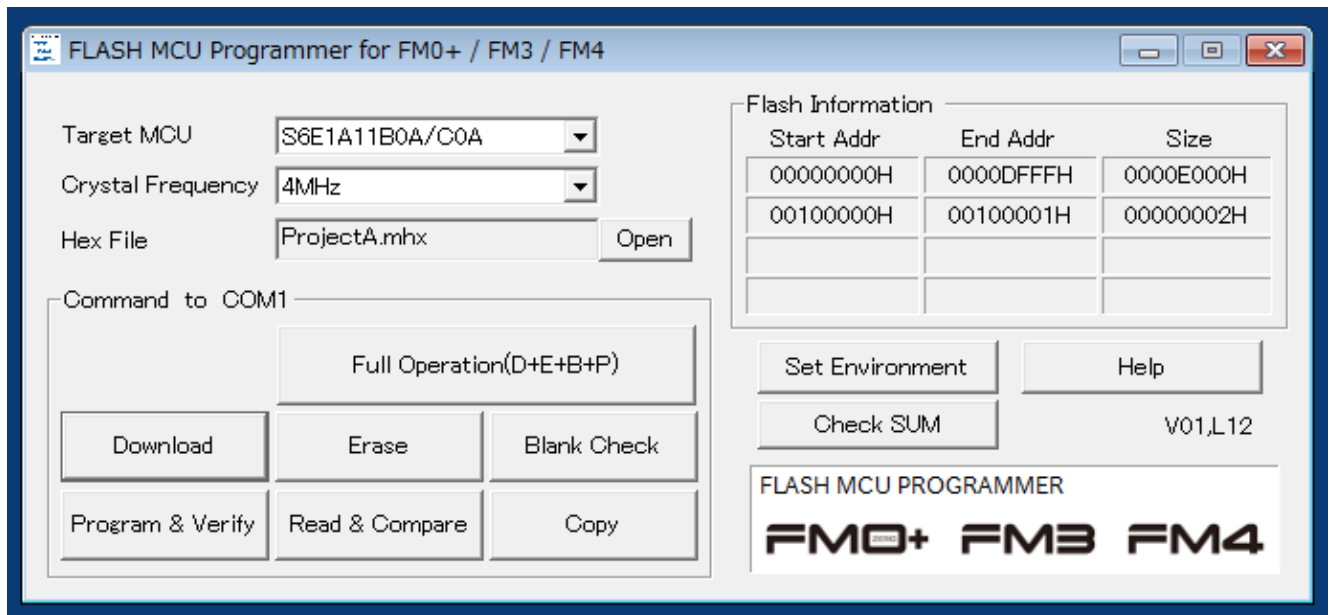 FLASH MCU Programmer for FM0+ / FM3 / FM4
Target MCU S6E1A11B0A/C0A
Crystal Frequency 4MHz
Hex File ProjectA.mhx Open
Command to COM1
Full Operation(D+E+B+P)
Download Erase Blank Check
Program & Verify Read & Compare Copy
Flash Information
Start Addr End Addr Size
00000000H 0000DFFFH 0000E000H
00100000H 00100001H 00000002H
Set Environment Help
Check SUM V01,L12
FLASH MCU PROGRAMMER
FM0+ FM3 FM4